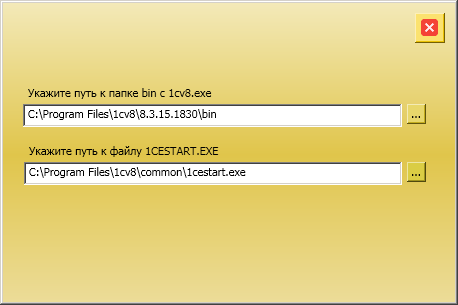 Укажите путь к папке bin с 1cv8.exe
C:\Program Files\1cv8\8.3.15.1830\bin
...
Укажите путь к файлу 1CESTART.EXE
C:\Program Files\1cv8\common\1cestart.exe
...